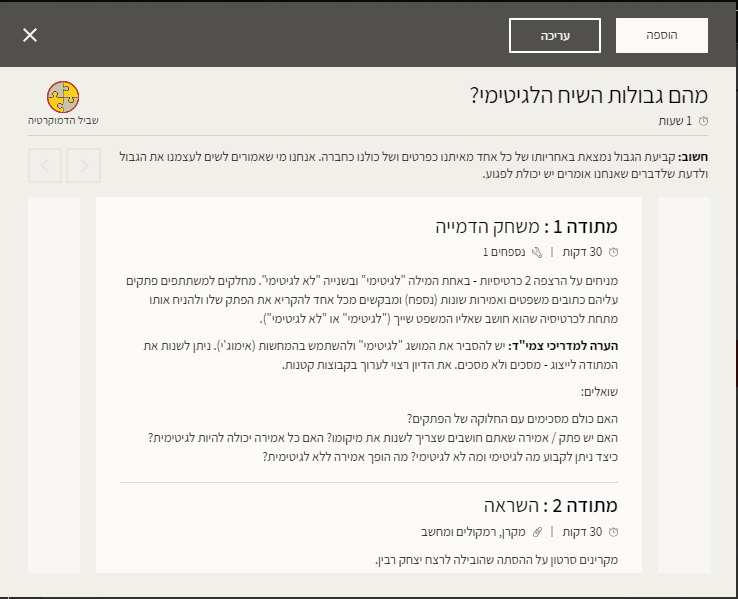 הוספה
עריכה
מהם גבולות השיח הלגיטימי?
1 שעות
שביל הדמוקרטיה
חשוב: קביעת הגבול נמצאת באחריותו של כל אחד מאיתנו כפרטים ושל כולנו כחברה. אנחנו מי שאמורים לשים לעצמנו את הגבול
ולדעת שלדברים שאנחנו אומרים יש יכולת לפגוע.
מתודה 1 : משחק הדמייה
30 דקות | נספחים 1
מניחים על הרצפה 2 כרטיסיות - באחת המילה "לגיטימי" ובשנייה "לא לגיטימי". מחלקים למשתתפים פתקים
עליהם כתובים משפטים ואמירות שונות (נספח) ומבקשים מכל אחד להקריא את הפתק שלו ולהניח אותו
מתחת לכרטיסיה שהוא חושב שאליו המשפט שייך ("לגיטימי" או "לא לגיטימי").
הערה למדריכי צמי"ד: יש להסביר את המושג "לגיטימי" ולהשתמש בהמחשות (אימוג'י). ניתן לשנות את
המתודה לייצוג - מסכים ולא מסכים. את הדיון רצוי לערוך בקבוצות קטנות.
שואלים:
האם כולם מסכימים עם החלוקה של הפתקים?
האם יש פתק / אמירה שאתם חושבים שצריך לשנות את מיקומו? האם כל אמירה יכולה להיות לגיטימית?
כיצד ניתן לקבוע מה לגיטימי ומה לא לגיטימי? מה הופך אמירה ללא לגיטימית?
מתודה 2 : השראה
30 דקות | מקרן, רמקולים ומחשב
מקרינים סרטון על ההסתה שהובילה לרצח יצחק רבין.